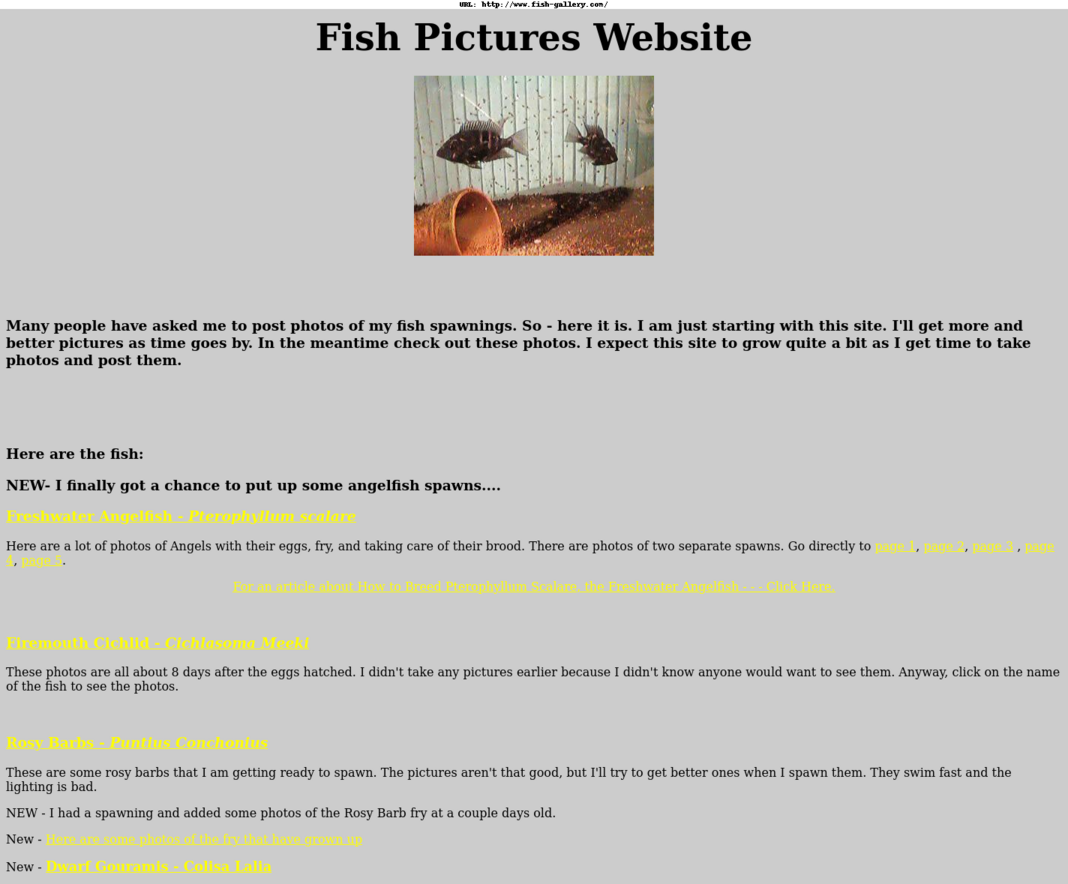 URL: http://www.fish-gallery.com/
Fish Pictures Website
Many people have asked me to post photos of my fish spawnings. So - here it is. I am just starting with this site. I'll get more and
better pictures as time goes by. In the meantime check out these photos. I expect this site to grow quite a bit as I get time to take
photos and post them.
Here are the fish:
NEW- I finally got a chance to put up some angelfish spawns....
Freshwater Angelfish - Pterophyllum scalare
Here are a lot of photos of Angels with their eggs, fry, and taking care of their brood. There are photos of two separate spawns. Go directly to page 1, page 2, page 3 , page
4, page 5.
For an article about How to Breed Pterophyllum Scalare, the Freshwater Angelfish - - - Click Here.
Firemouth Cichlid - Cichlasoma Meeki
These photos are all about 8 days after the eggs hatched. I didn't take any pictures earlier because I didn't know anyone would want to see them. Anyway, click on the name
of the fish to see the photos.
Rosy Barbs - Puntius Conchonius
These are some rosy barbs that I am getting ready to spawn. The pictures aren't that good, but I'll try to get better ones when I spawn them. They swim fast and the
lighting is bad.
NEW - I had a spawning and added some photos of the Rosy Barb fry at a couple days old.
New - Here are some photos of the fry that have grown up
New - Dwarf Gouramis - Colisa Lalia